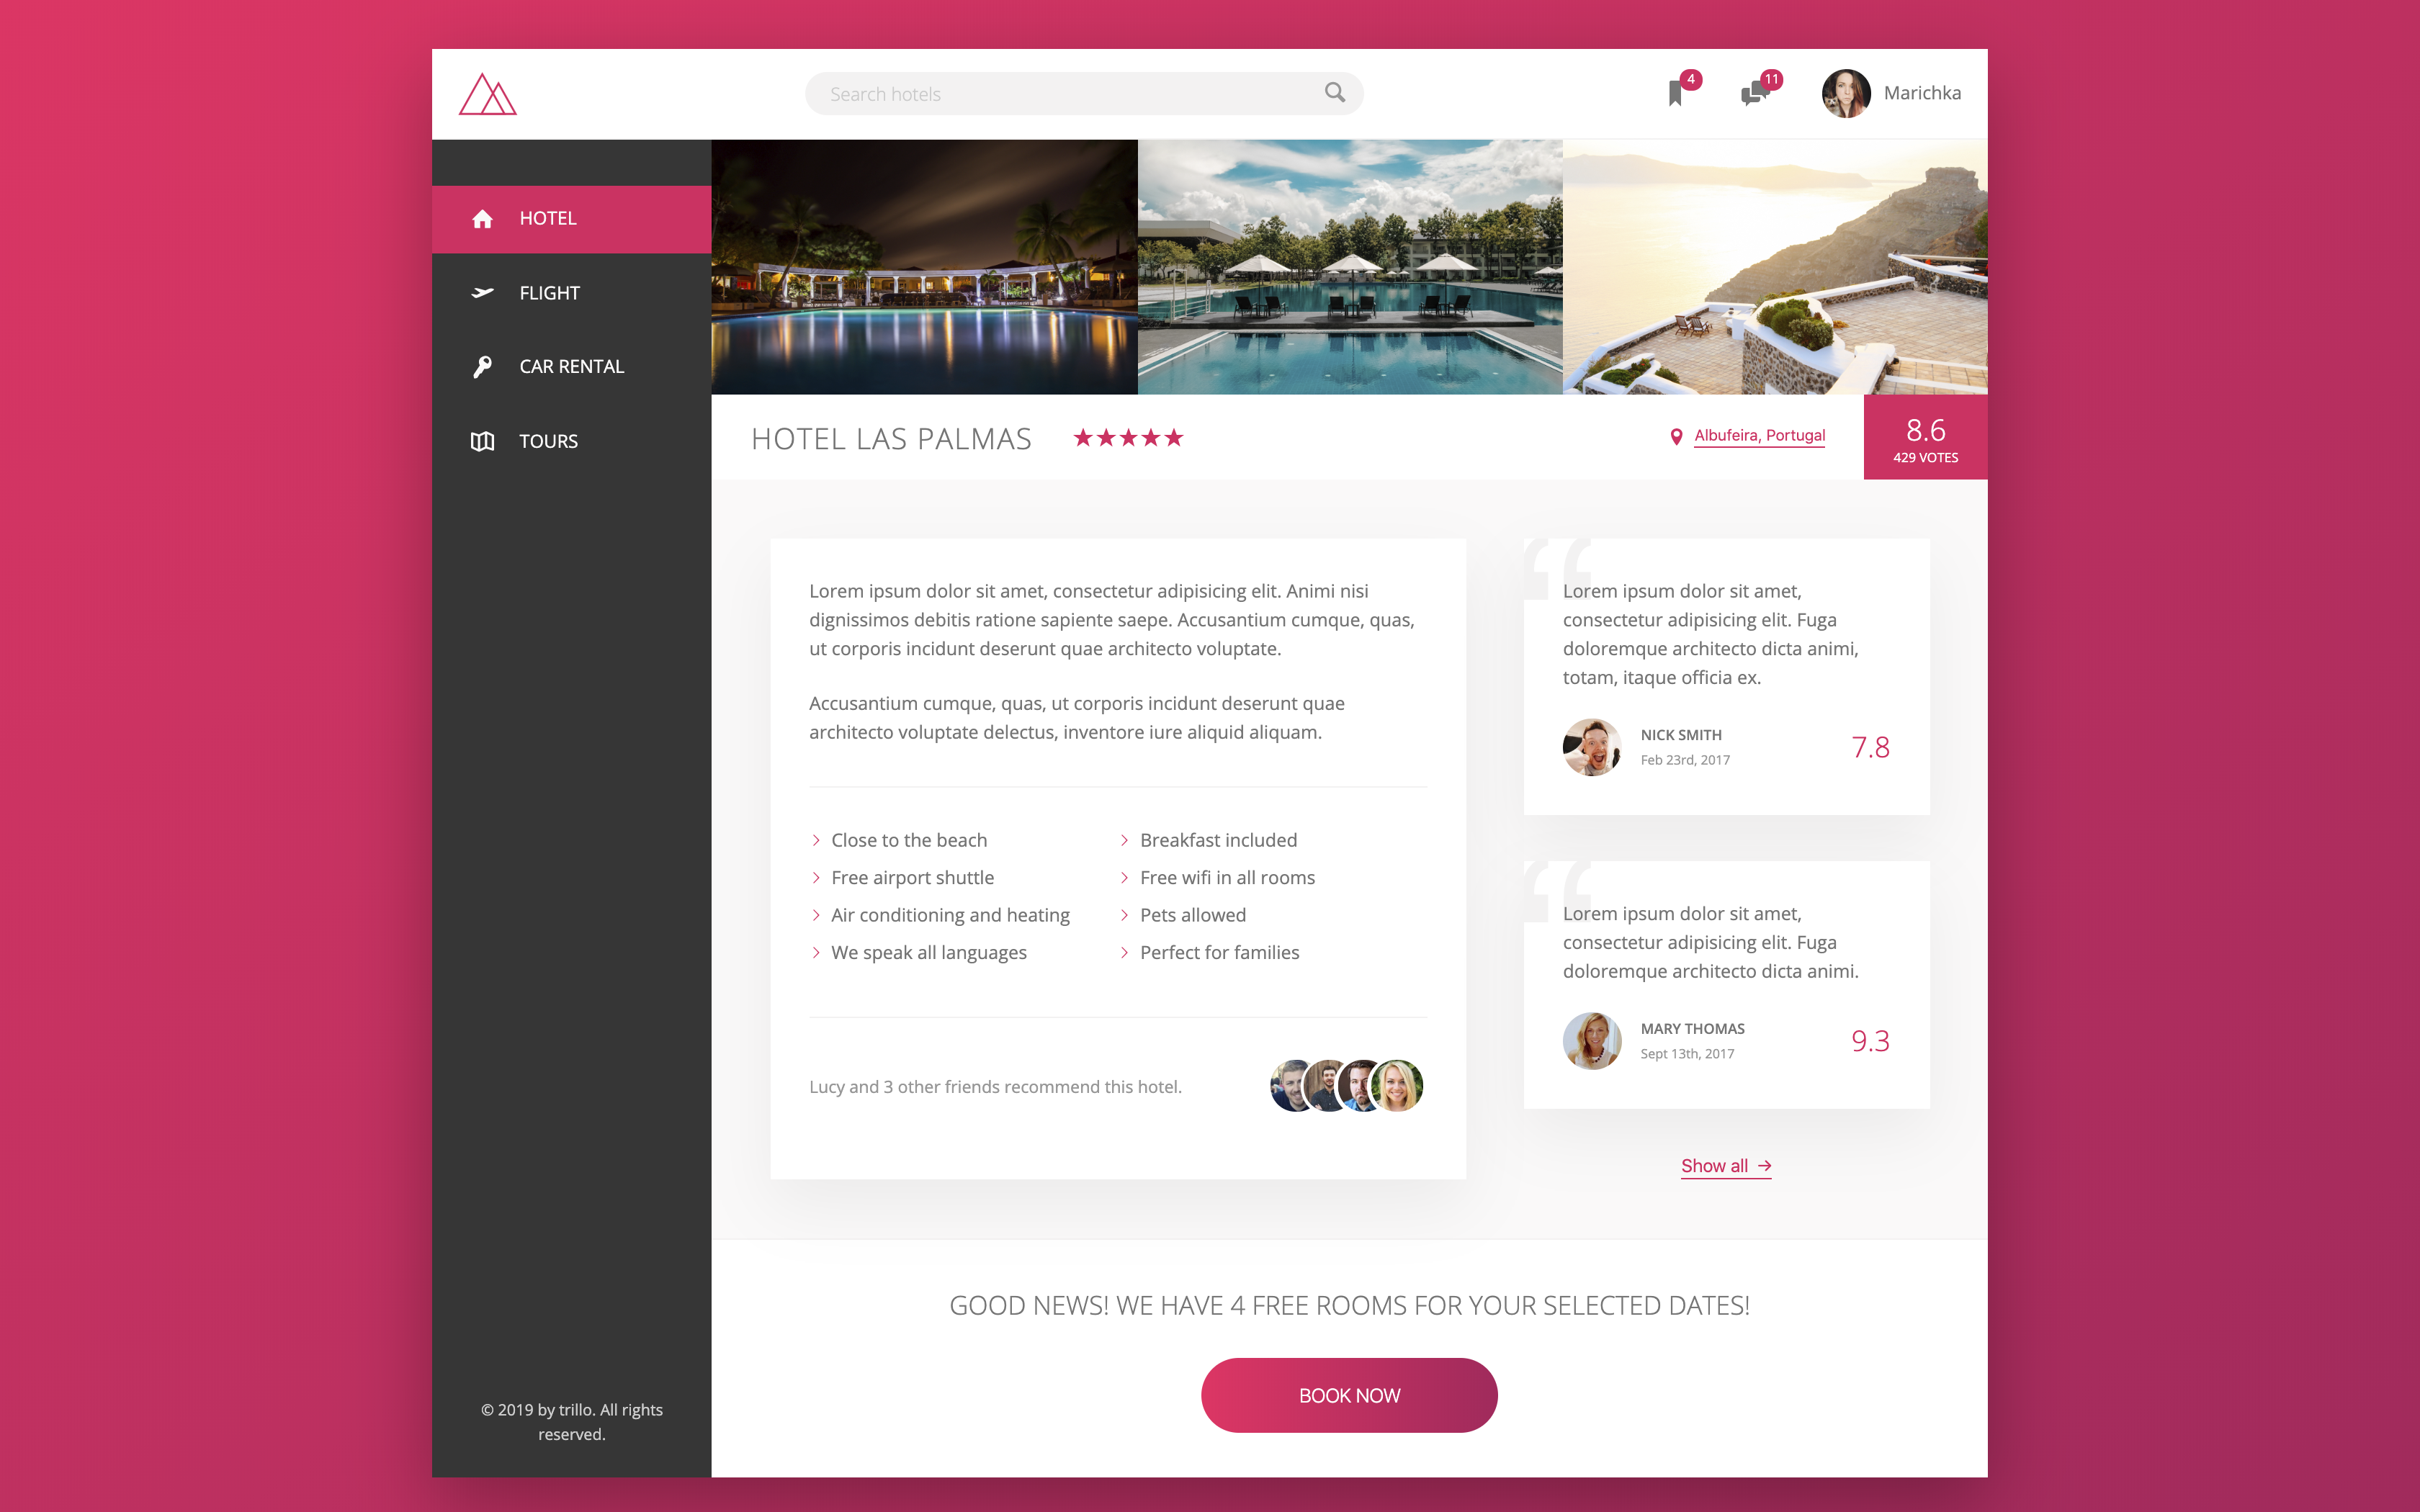 Search hotels
4
11
Marichka
HOTEL
FLIGHT
CAR RENTAL
TOURS
© 2019 by trillo. All rights
reserved.
HOTEL LAS PALMAS
Albufeira, Portugal
8.6
429 VOTES
Lorem ipsum dolor sit amet, consectetur adipisicing elit. Animi nisi
dignissimos debitis ratione sapiente saepe. Accusantium cumque, quas,
ut corporis incidunt deserunt quae architecto voluptate.
Accusantium cumque, quas, ut corporis incidunt deserunt quae
architecto voluptate delectus, inventore iure aliquid aliquam.
Close to the beach
Free airport shuttle
Air conditioning and heating
We speak all languages
Breakfast included
Free wifi in all rooms
Pets allowed
Perfect for families
Lucy and 3 other friends recommend this hotel.
Lorem ipsum dolor sit amet,
consectetur adipisicing elit. Fuga
doloremque architecto dicta animi,
totam, itaque officia ex.
NICK SMITH
Feb 23rd, 2017
7.8
Lorem ipsum dolor sit amet,
consectetur adipisicing elit. Fuga
doloremque architecto dicta animi.
MARY THOMAS
Sept 13th, 2017
9.3
Show all →
GOOD NEWS! WE HAVE 4 FREE ROOMS FOR YOUR SELECTED DATES!
BOOK NOW